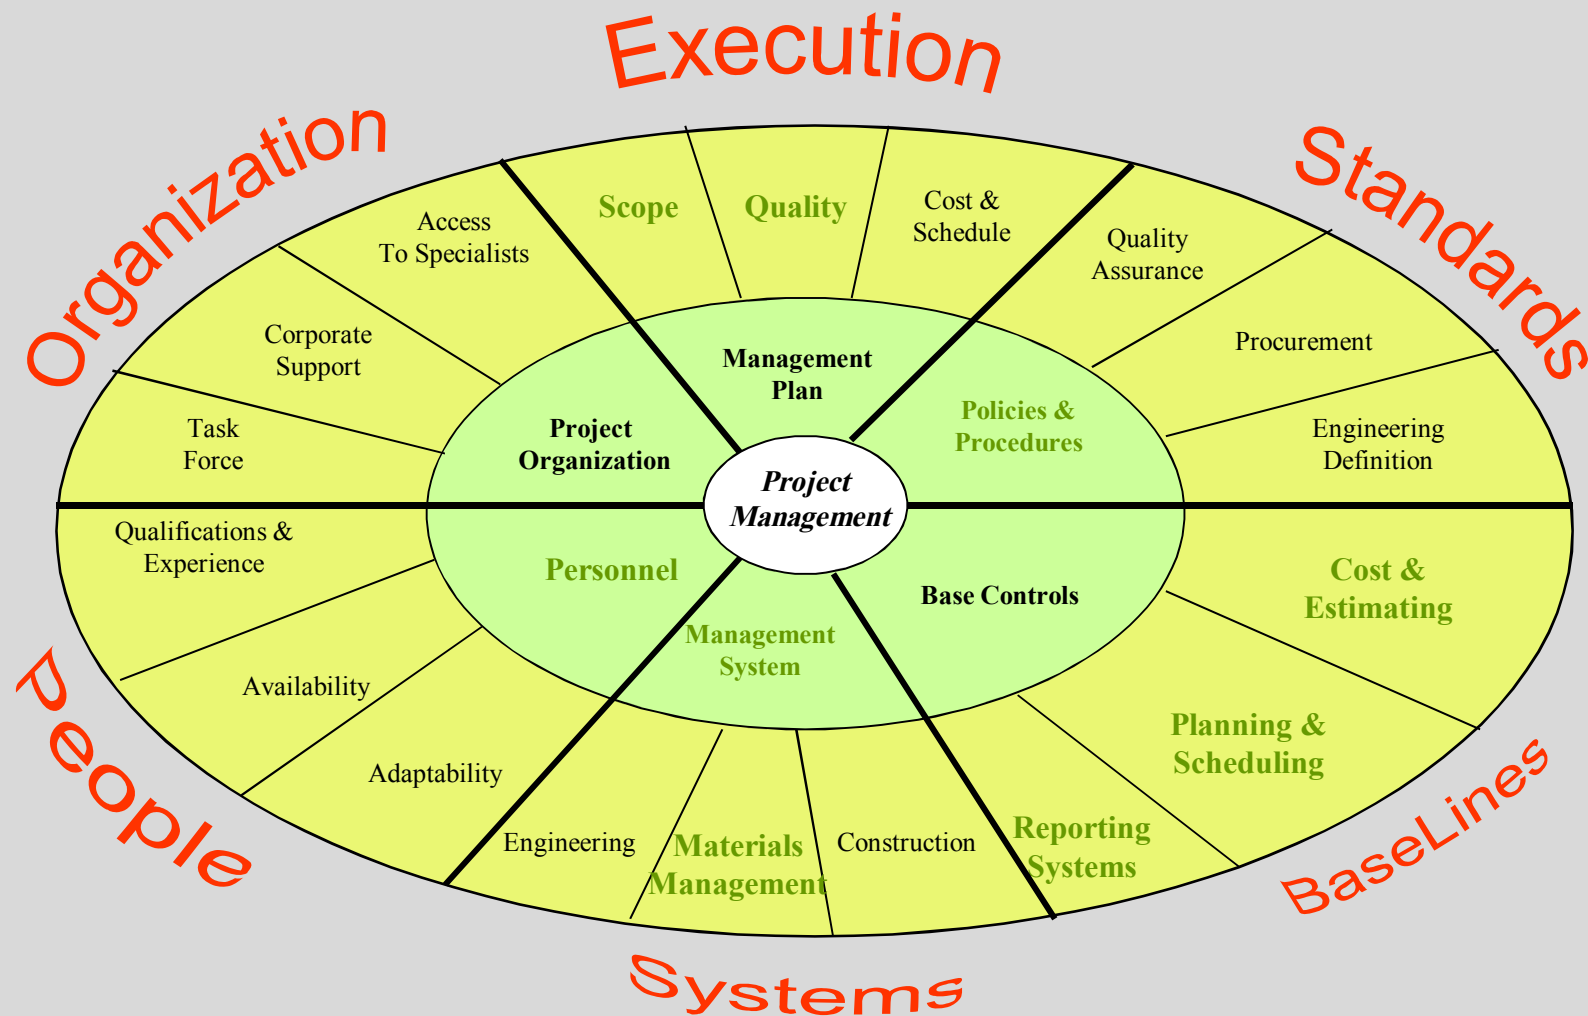 Execution
Organization
Standards
Access
To Specialists
Scope
Quality
Cost &
Schedule
Quality
Assurance
Corporate
Support
Procurement
Task
Force
Engineering
Definition
Management
Plan
Project
Organization
Policies &
Procedures
Project
Management
Qualifications &
Experience
Personnel
Management
System
Base Controls
Cost &
Estimating
Availability
Planning &
Scheduling
Adaptability
Engineering
Materials
Management
Construction
Reporting
Systems
People
BaseLines
Systems